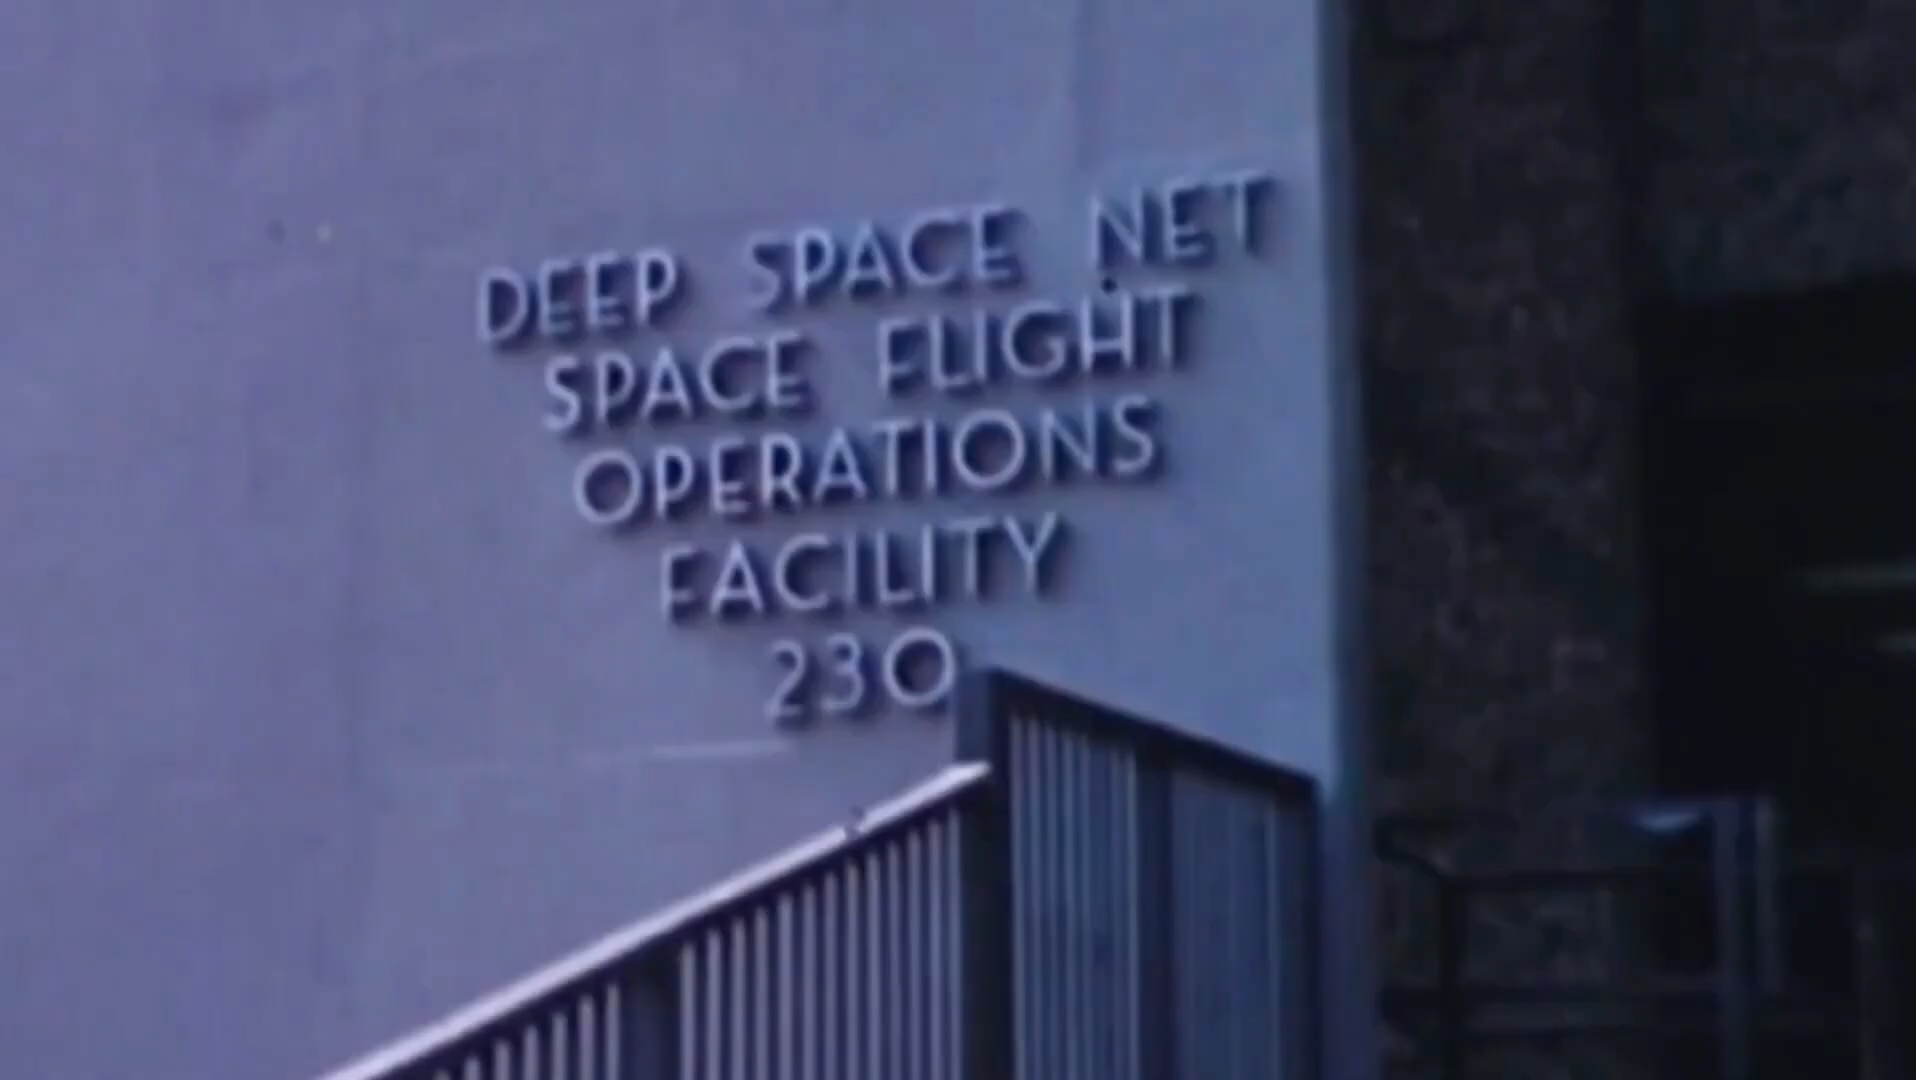 DEEP SPACE NET
SPACE FLIGHT
OPERATIONS
FACILITY
230